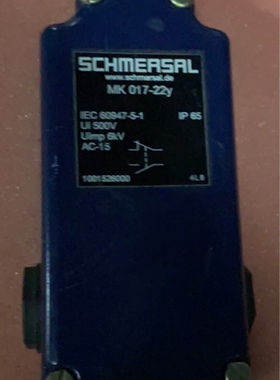 SCHMERSAL
www.schmersal.de
MK 017-22y
IEC 60947-5-1 IP 65
Ui 500V
Uimp 6kV
AC-15
1001528000 4L8